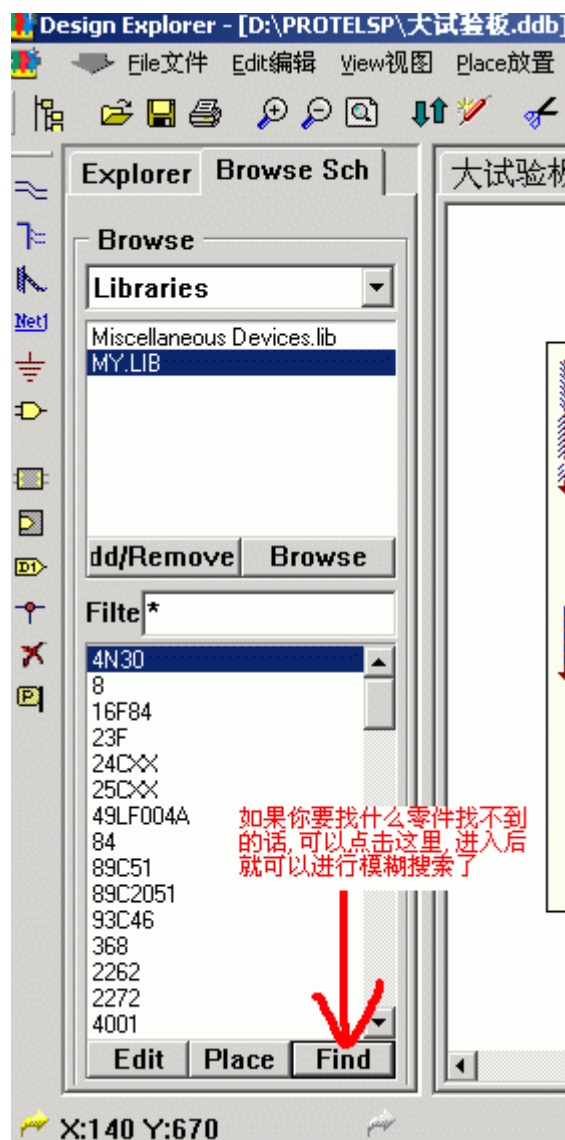 Design Explorer - [D:\PROTELSP\大试验板.ddb]
File文件 Edit编辑 View视图 Place放置
Explorer Browse Sch 大试验板
Browse
Libraries
Net1
Miscellaneous Devices.lib
MY.LIB
dd/Remove Browse
D1
Filte *
4N30
8
16F84
23F
24CXX
25CXX
49LF004A
84
89C51
89C2051
93C46
368
2262
2272
4001
如果你要找什么零件找不到
的话,可以点击这里,进入后
就可以进行模糊搜索了
P
Edit Place Find
X:140 Y:670